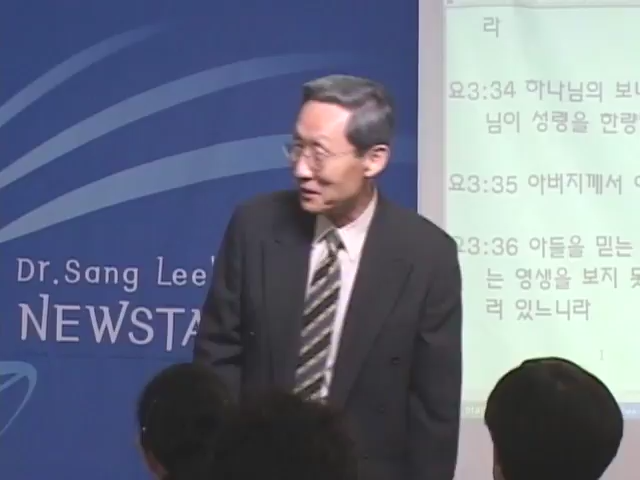 Dr.Sang Lee'
NEWSTA
라
요3:34 하나님의 보내
님이 성령을 한량
요3:35 아버지께서
요3:36 아들을 믿는
는 영생을 보지 못
러 있느니라